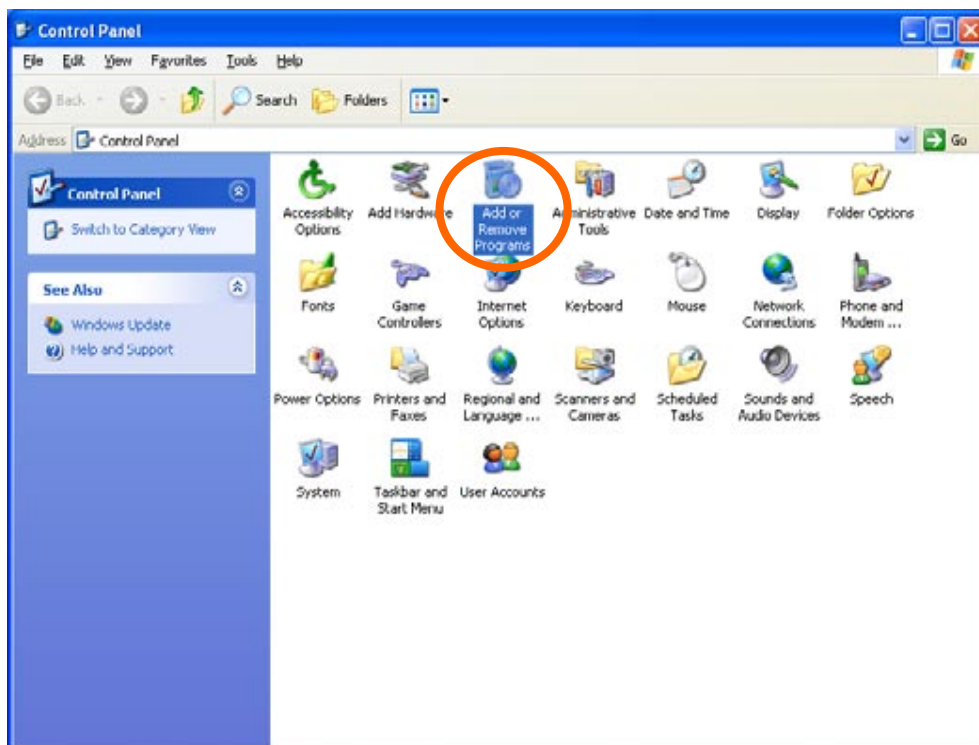 Control Panel
File Edit View Favorites Tools Help
Back Search Folders
Address Control Panel Go
Control Panel
Switch to Category View
See Also
Windows Update
Help and Support
Accessibility Options
Add Hardware
Add or Remove Programs
Administrative Tools
Date and Time
Display
Folder Options
Fonts
Game Controllers
Internet Options
Keyboard
Mouse
Network Connections
Phone and Modem ...
Power Options
Printers and Faxes
Regional and Language ...
Scanners and Cameras
Scheduled Tasks
Sounds and Audio Devices
Speech
System
Taskbar and Start Menu
User Accounts